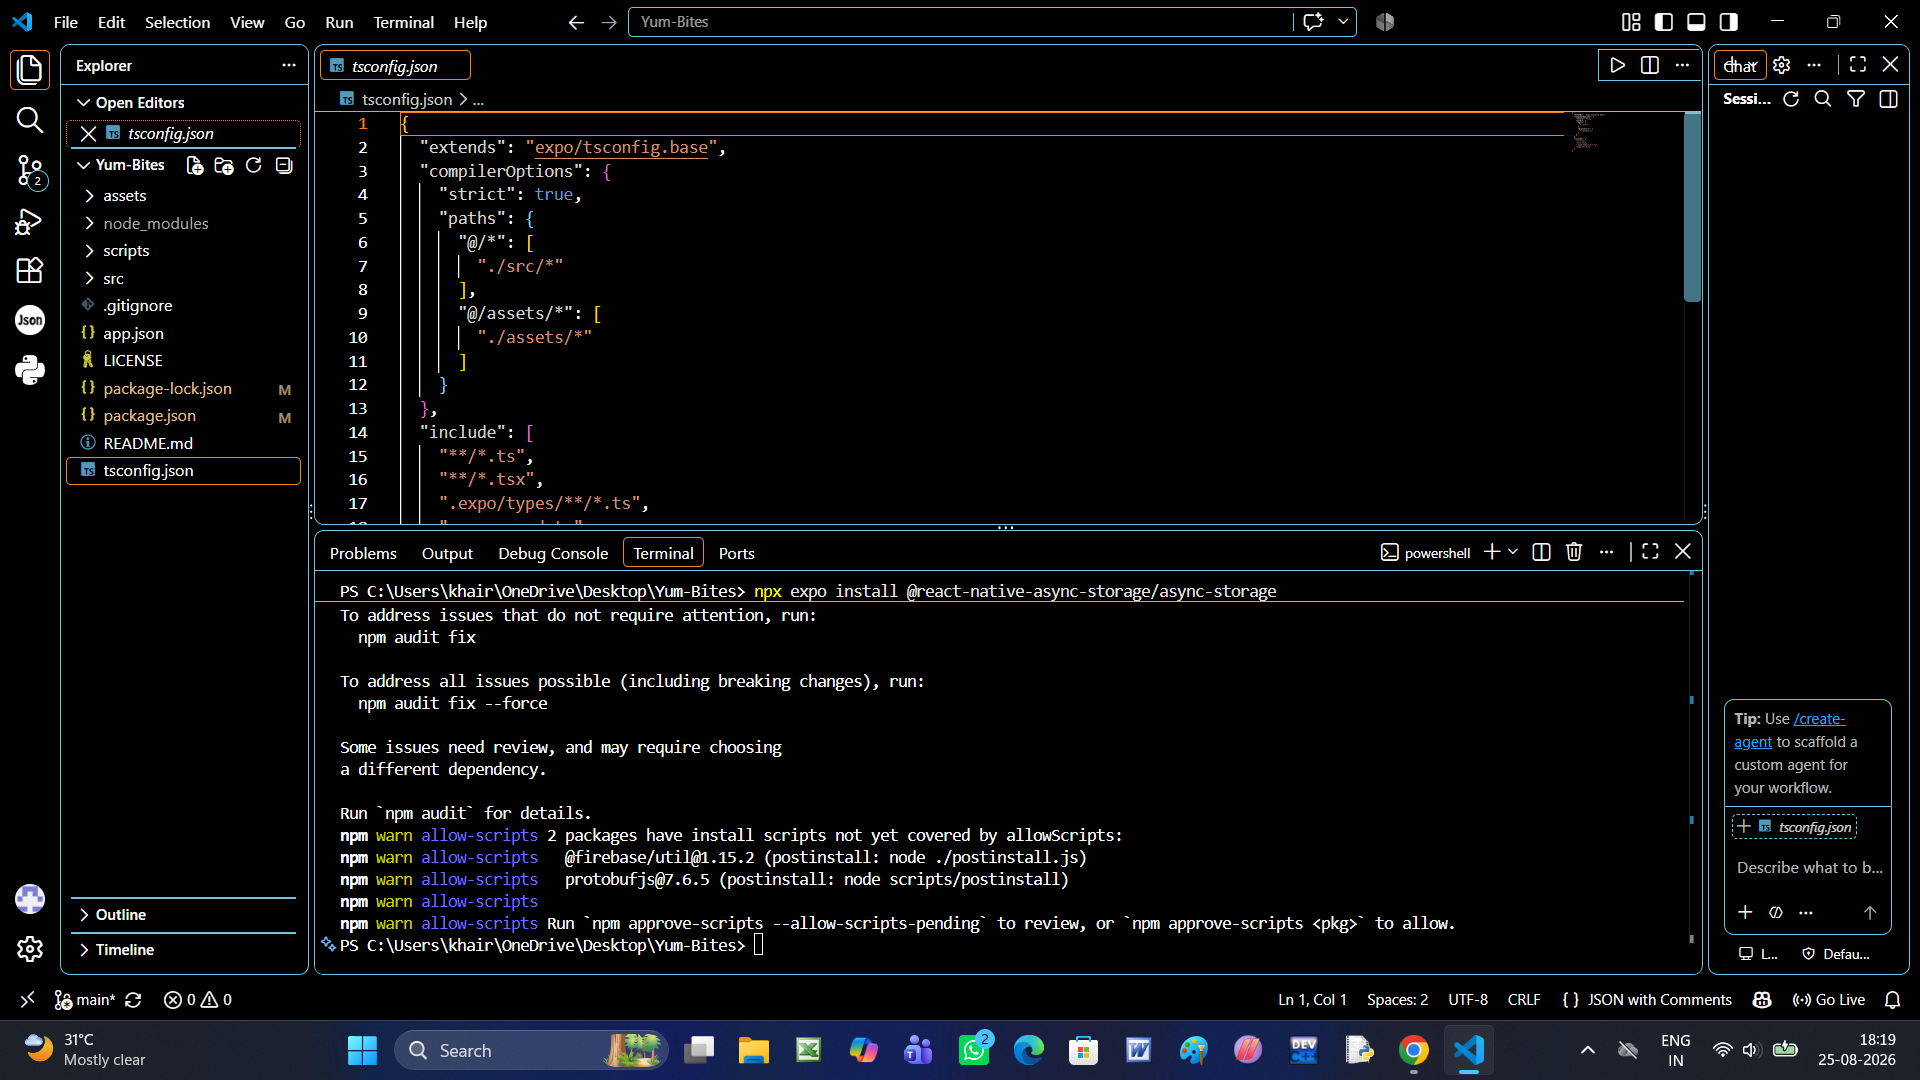 File Edit Selection View Go Run Terminal Help
Yum-Bites
Explorer
Open Editors
TS tsconfig.json
Yum-Bites
assets
node_modules
scripts
src
.gitignore
{} app.json
LICENSE
{} package-lock.json M
{} package.json M
README.md
TS tsconfig.json
Outline
Timeline
2
Json
TS tsconfig.json
TS tsconfig.json > ...
1 {
2 "extends": "expo/tsconfig.base",
3 "compilerOptions": {
4 "strict": true,
5 "paths": {
6 "@/*": [
7 "./src/*"
8 ],
9 "@/assets/*": [
10 "./assets/*"
11 ]
12 }
13 },
14 "include": [
15 "**/*.ts",
16 "**/*.tsx",
17 ".expo/types/**/*.ts",
Problems Output Debug Console Terminal Ports
powershell
PS C:\Users\khair\OneDrive\Desktop\Yum-Bites> npx expo install @react-native-async-storage/async-storage
To address issues that do not require attention, run:
npm audit fix
To address all issues possible (including breaking changes), run:
npm audit fix --force
Some issues need review, and may require choosing
a different dependency.
Run `npm audit` for details.
npm warn allow-scripts 2 packages have install scripts not yet covered by allowScripts:
npm warn allow-scripts   @firebase/util@1.15.2 (postinstall: node ./postinstall.js)
npm warn allow-scripts   protobufjs@7.6.5 (postinstall: node scripts/postinstall)
npm warn allow-scripts
npm warn allow-scripts Run `npm approve-scripts --allow-scripts-pending` to review, or `npm approve-scripts <pkg>` to allow.
PS C:\Users\khair\OneDrive\Desktop\Yum-Bites>
Chat
Sessi...
Tip: Use /create-
agent to scaffold a
custom agent for
your workflow.
TS tsconfig.json
Describe what to b...
L... Defau...
main* 0 0
Ln 1, Col 1 Spaces: 2 UTF-8 CRLF {} JSON with Comments Go Live
31°C
Mostly clear
Search
2
DEV
C++
ENG
IN
18:19
25-08-2026